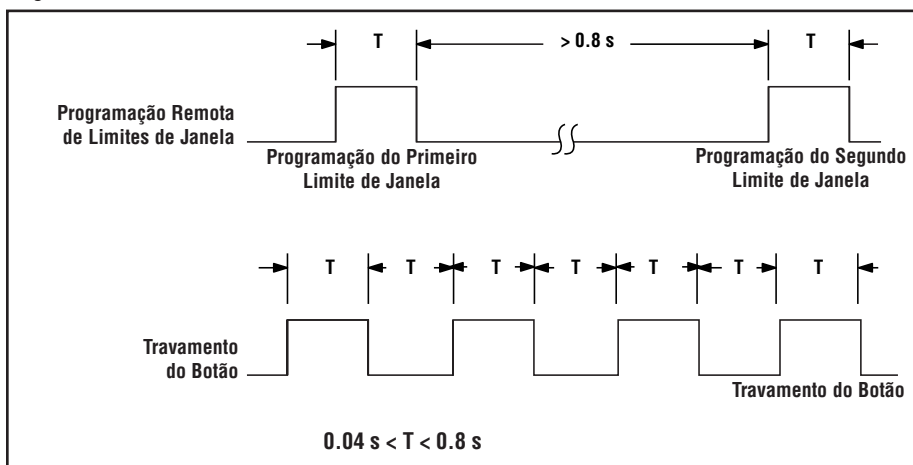 T
> 0.8 s
T
Programação Remota
de Limites de Janela
Programação do Primeiro
Limite de Janela
Programação do Segundo
Limite de Janela
T
T
T
T
T
T
T
Travamento
do Botão
Travamento do Botão
0.04 s < T < 0.8 s